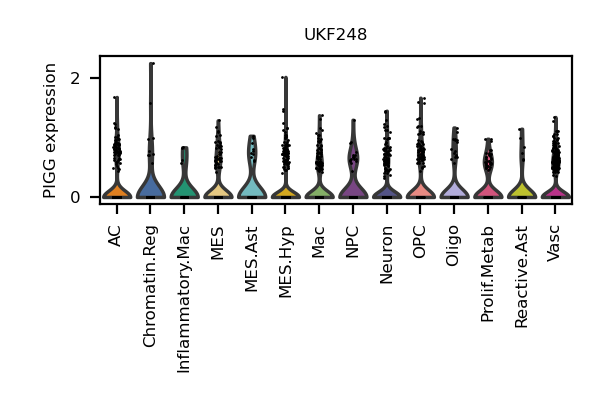 UKF248
PIGG expression
2
0
AC
Chromatin.Reg
Inflammatory.Mac
MES
MES.Ast
MES.Hyp
Mac
NPC
Neuron
OPC
Oligo
Prolif.Metab
Reactive.Ast
Vasc